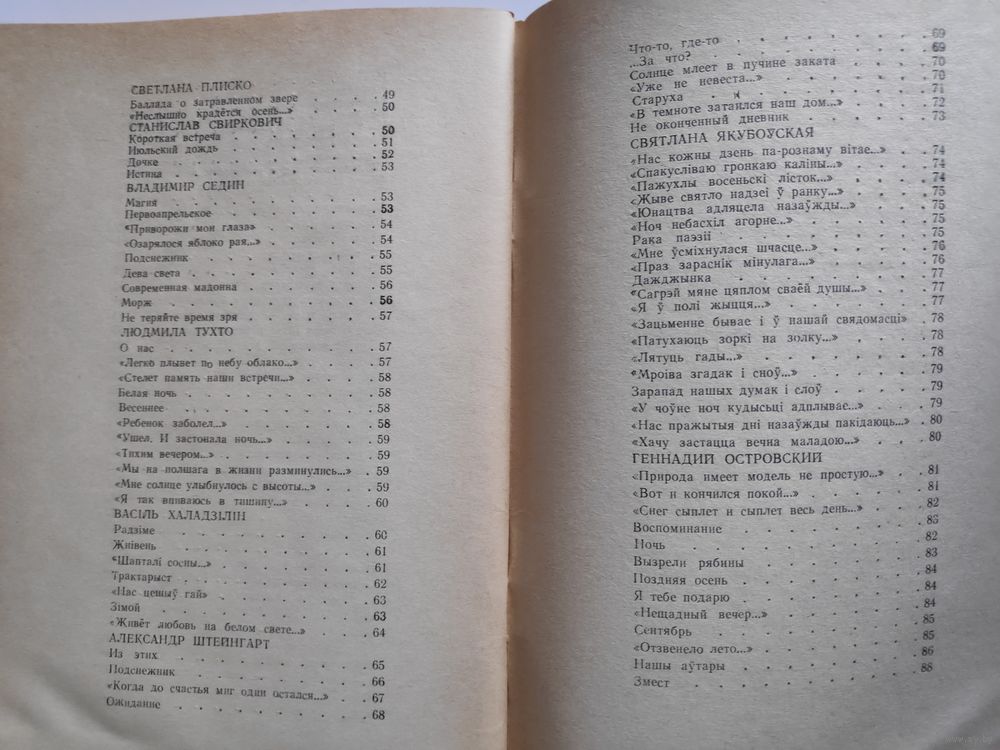 СВЕТЛАНА ПЛИСКО
Баллада о затравленном звере . . . . 49
«Неслышно крадётся осень...» . . . . 50
СТАНИСЛАВ СВИРКОВИЧ
Короткая встреча . . . . . . . 50
Июльский дождь . . . . . . . 51
Дочке . . . . . . . . . 52
Истина . . . . . . . . . 53
ВЛАДИМИР СЕДИН
Магия . . . . . . . . . 53
Первоапрельское . . . . . . . 53
«Приворожи мои глаза» . . . . . . 54
«Озарялося яблоко рая...» . . . . . 54
Подснежник . . . . . . . . 55
Дева света . . . . . . . . 55
Современная мадонна . . . . . . 56
Морж . . . . . . . . . 56
Не теряйте время зря . . . . . . 57
ЛЮДМИЛА ТУХТО
О нас . . . . . . . . . 57
«Легко плывет по небу облако...» . . . . 57
«Стелет память наши встречи...» . . . . 58
Белая ночь . . . . . . . . 58
Весеннее . . . . . . . . 58
«Ребенок заболел...» . . . . . . 58
«Ушел. И застонала ночь...» . . . . . 59
«Тихим вечером...» . . . . . . . 59
«Мы на полшага в жизни разминулись...» . . 59
«Мне солнце улыбнулось с высоты...» . . . 59
«Я так впиваюсь в тишину...» . . . . 60
ВАСІЛЬ ХАЛАДЗІЛІН
Радзіме . . . . . . . . . 60
Жнівень . . . . . . . . . 61
«Шапталі сосны...» . . . . . . . 61
Трактарыст . . . . . . . . 62
«Нас цешыў гай» . . . . . . . 63
Зімой . . . . . . . . . 63
«Живёт любовь на белом свете...» . . . . 64
АЛЕКСАНДР ШТЕЙНГАРТ
Из этих . . . . . . . . . 65
Подснежник . . . . . . . . 66
«Когда до счастья миг один остался...» . . 67
Ожидание . . . . . . . . 68
Что-то, где-то . . . . . . . . 69
...За что? . . . . . . . . 69
Солнце млеет в пучине заката . . . . 70
«Уже не невеста...» . . . . . . 70
Старуха . . . . . . . . 71
«В темноте затаился наш дом...» . . . . 72
Не оконченный дневник . . . . . . 73
СВЯТЛАНА ЯКУБОЎСКАЯ
«Нас кожны дзень па-рознаму вітае...» . . 74
«Спакусліваю гронкаю каліны...» . . . . 74
«Пажухлы восеньскі лісток...» . . . . 74
«Жыве святло надзеі ў ранку...» . . . . 75
«Юнацтва адляцела назаўжды...» . . . . 75
«Ноч небасхіл агорне...» . . . . . 75
Рака паэзіі . . . . . . . . 75
«Мне ўсміхнулася шчасце...» . . . . . 76
«Праз зараснік мінулага...» . . . . . 76
Дажджынка . . . . . . . . 77
«Сагрэй мяне цяплом сваёй душы...» . . . 77
«Я ў полі жыцця...» . . . . . . 77
«Зацьменне бывае і ў нашай свядомасці» . 78
«Патухаюць зоркі на золку...» . . . . 78
«Лятуць гады...» . . . . . . . 78
«Мроіва згадак і сноў...» . . . . . 79
Зарапад нашых думак і слоў . . . . 79
«У чоўне ноч кудысьці адплывае...» . . . 79
«Нас пражытыя дні назаўжды пакідаюць...» . 80
«Хачу застацца вечна маладою...» . . . 80
ГЕННАДИЙ ОСТРОВСКИЙ
«Природа имеет модель не простую...» . . 81
«Вот и кончился покой...» . . . . . 81
«Снег сыплет и сыплет весь день...» . . . 82
Воспоминание . . . . . . . 83
Ночь . . . . . . . . . 82
Вызрели рябины . . . . . . . 83
Поздняя осень . . . . . . . 84
Я тебе подарю . . . . . . . 84
«Нещадный вечер...» . . . . . . 84
Сентябрь . . . . . . . . 85
«Отзвенело лето...» . . . . . . 85
Нашы аўтары . . . . . . . 86
Змест . . . . . . . . . 88